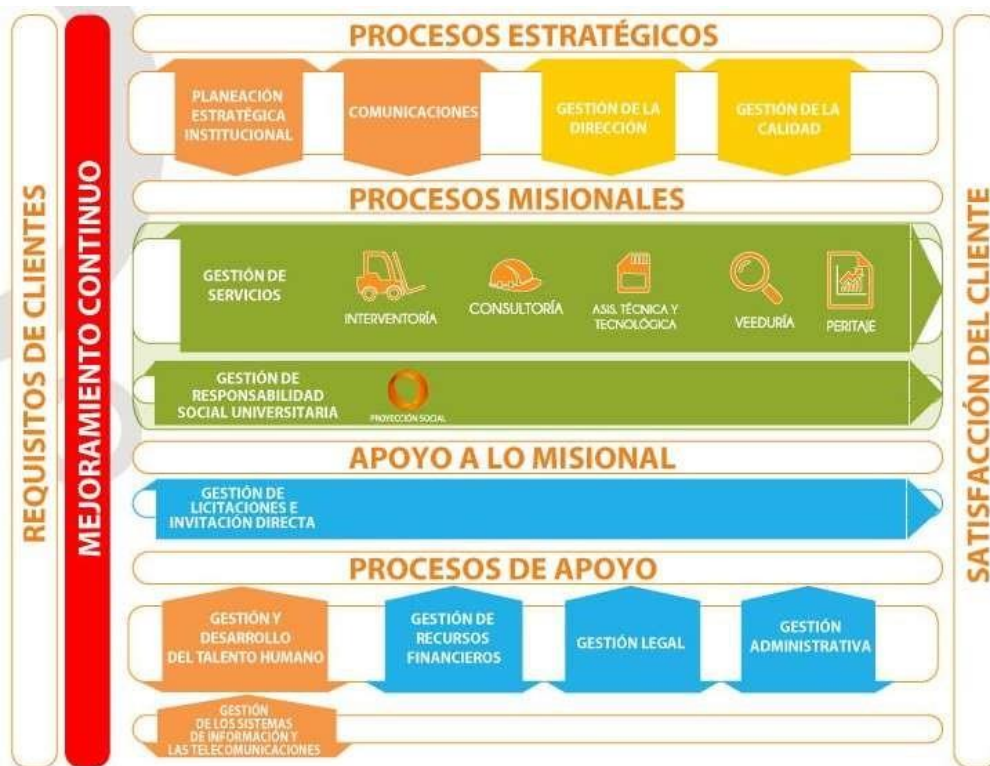 REQUISITOS DE CLIENTES
MEJORAMIENTO CONTINUO
PROCESOS ESTRATÉGICOS
PLANEACIÓN
ESTRATÉGICA
INSTITUCIONAL
COMUNICACIONES
GESTIÓN DE LA
DIRECCIÓN
GESTIÓN DE LA
CALIDAD
PROCESOS MISIONALES
GESTIÓN DE
SERVICIOS
INTERVENTORÍA
CONSULTORÍA
ASIS. TÉCNICA Y
TECNOLÓGICA
VEEDURÍA
PERITAJE
GESTIÓN DE
RESPONSABILIDAD
SOCIAL UNIVERSITARIA
PROYECCIÓN SOCIAL
APOYO A LO MISIONAL
GESTIÓN DE
LICITACIONES E
INVITACIÓN DIRECTA
PROCESOS DE APOYO
GESTIÓN Y
DESARROLLO
DEL TALENTO HUMANO
GESTIÓN DE
RECURSOS
FINANCIEROS
GESTIÓN LEGAL
GESTIÓN
ADMINISTRATIVA
GESTIÓN
DE LOS SISTEMAS
DE INFORMACIÓN Y
LAS TELECOMUNICACIONES
SATISFACCIÓN DEL CLIENTE